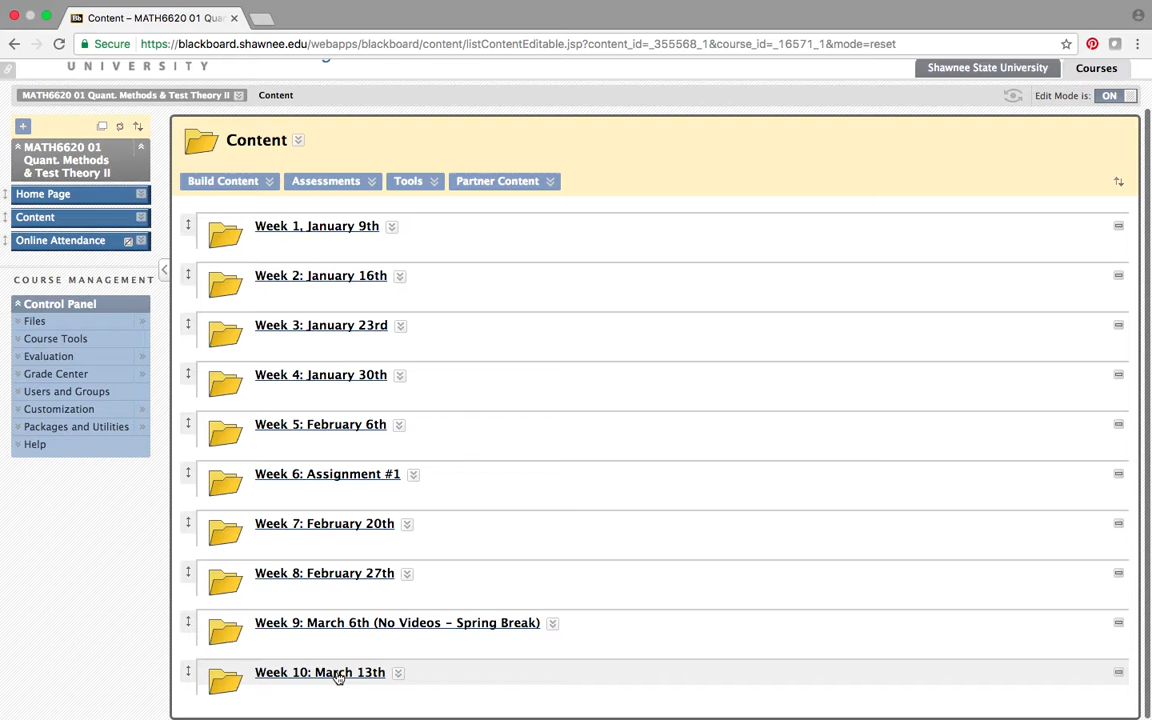 Content – MATH6620 01 Quan
Secure
https://blackboard.shawnee.edu/webapps/blackboard/content/listContentEditable.jsp?content_id=_355568_1&course_id=_16571_1&mode=reset
UNIVERSITY
Shawnee State University
Courses
MATH6620 01 Quant. Methods & Test Theory II
Content
Edit Mode is:
ON
MATH6620 01
Quant. Methods
& Test Theory II
Home Page
Content
Online Attendance
COURSE MANAGEMENT
Control Panel
Files
Course Tools
Evaluation
Grade Center
Users and Groups
Customization
Packages and Utilities
Help
Content
Build Content
Assessments
Tools
Partner Content
Week 1, January 9th
Week 2: January 16th
Week 3: January 23rd
Week 4: January 30th
Week 5: February 6th
Week 6: Assignment #1
Week 7: February 20th
Week 8: February 27th
Week 9: March 6th (No Videos - Spring Break)
Week 10: March 13th